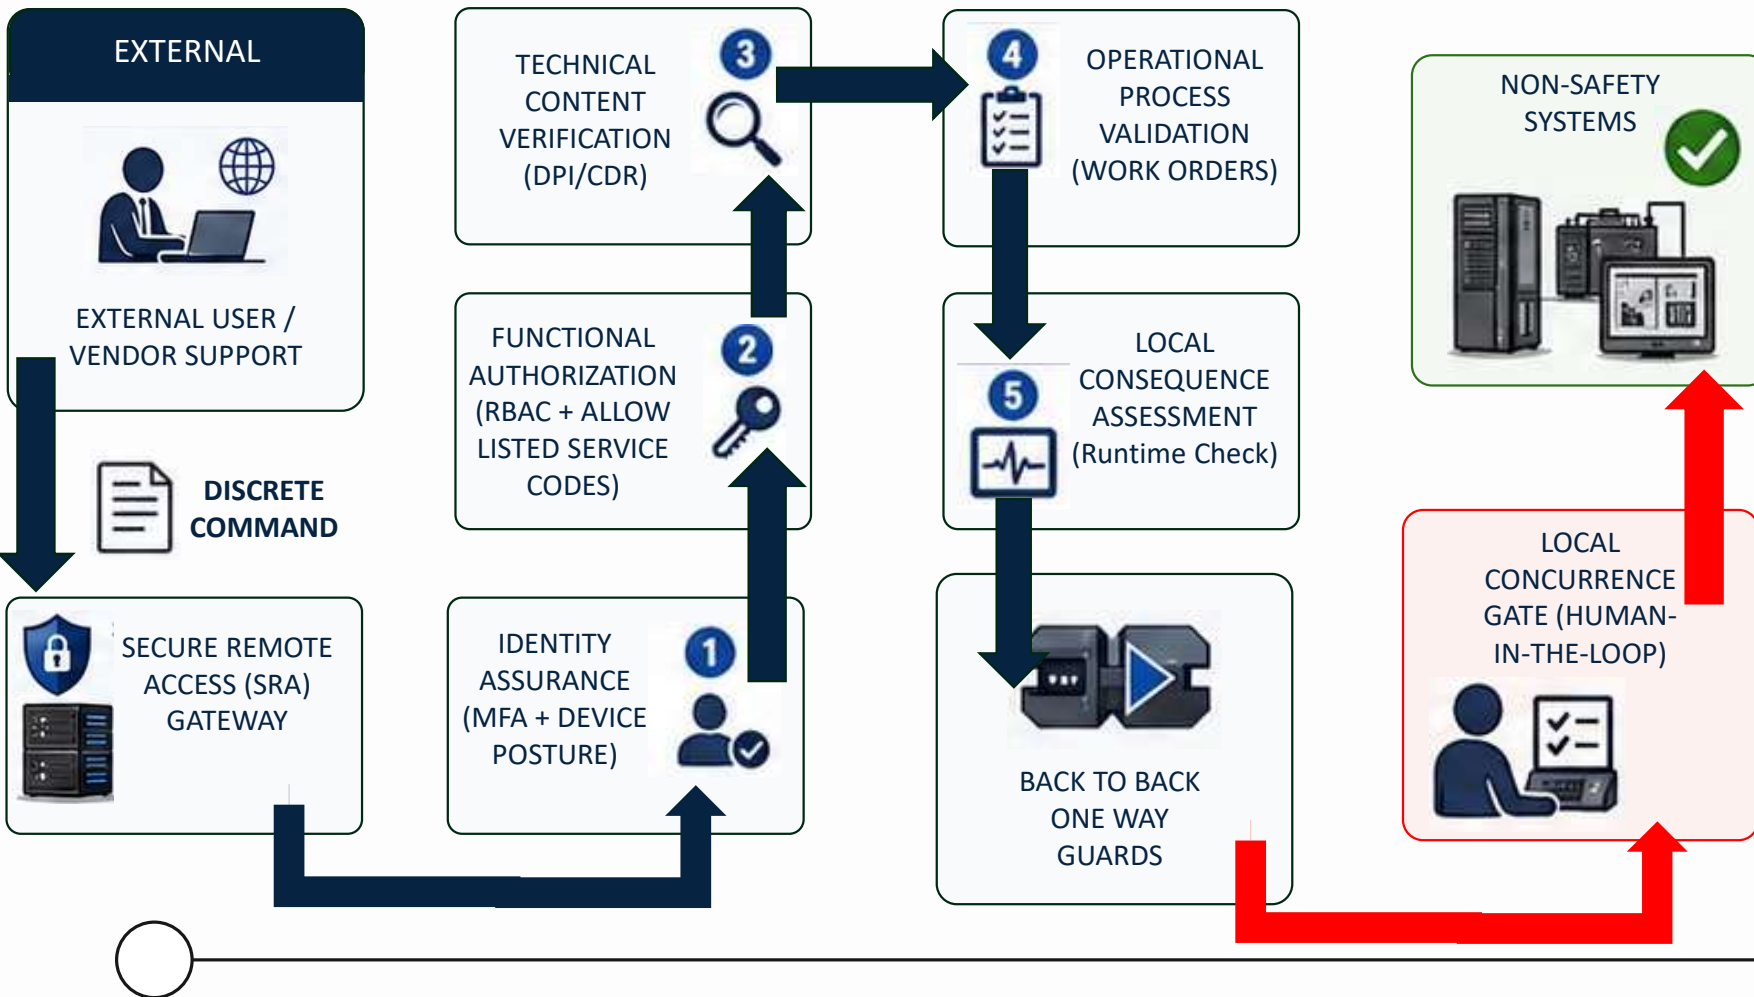 EXTERNAL
EXTERNAL USER /
VENDOR SUPPORT
DISCRETE
COMMAND
SECURE REMOTE
ACCESS (SRA)
GATEWAY
1
IDENTITY
ASSURANCE
(MFA + DEVICE
POSTURE)
2
FUNCTIONAL
AUTHORIZATION
(RBAC + ALLOW
LISTED SERVICE
CODES)
3
TECHNICAL
CONTENT
VERIFICATION
(DPI/CDR)
4
OPERATIONAL
PROCESS
VALIDATION
(WORK ORDERS)
5
LOCAL
CONSEQUENCE
ASSESSMENT
(Runtime Check)
BACK TO BACK
ONE WAY
GUARDS
LOCAL
CONCURRENCE
GATE (HUMAN-
IN-THE-LOOP)
NON-SAFETY
SYSTEMS